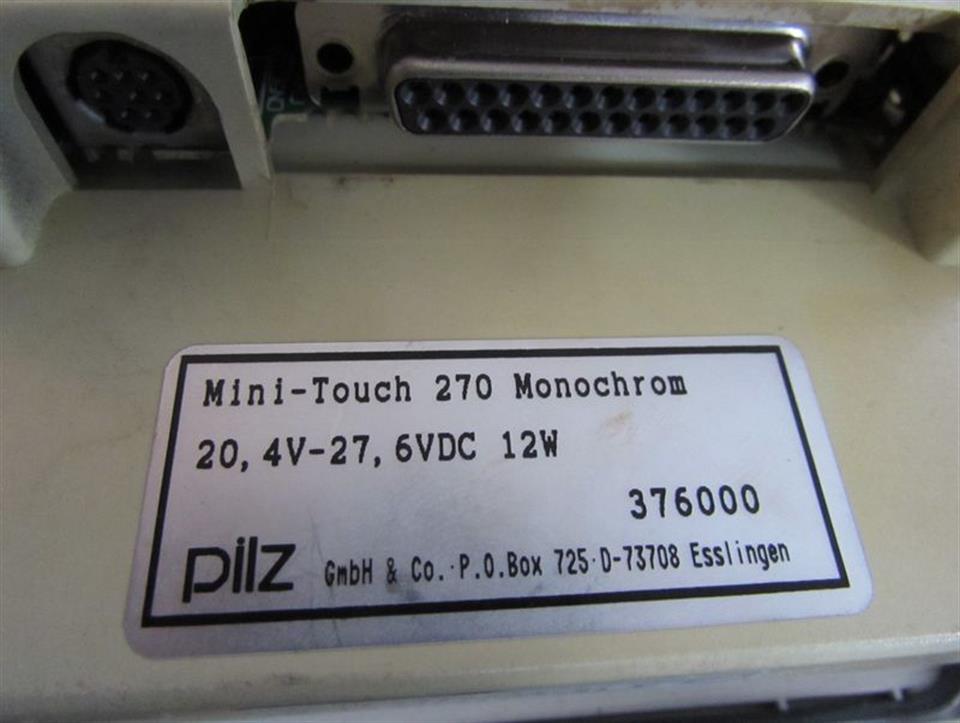 Mini-Touch 270 Monochrom
20,4V-27,6VDC 12W
376000
pilz GmbH & Co.·P.O.Box 725·D-73708 Esslingen